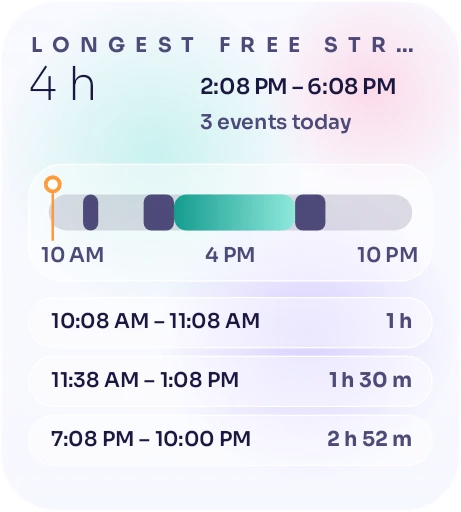 LONGEST FREE STR...
4 h
2:08 PM – 6:08 PM
3 events today
10 AM 4 PM 10 PM
10:08 AM – 11:08 AM 1 h
11:38 AM – 1:08 PM 1 h 30 m
7:08 PM – 10:00 PM 2 h 52 m